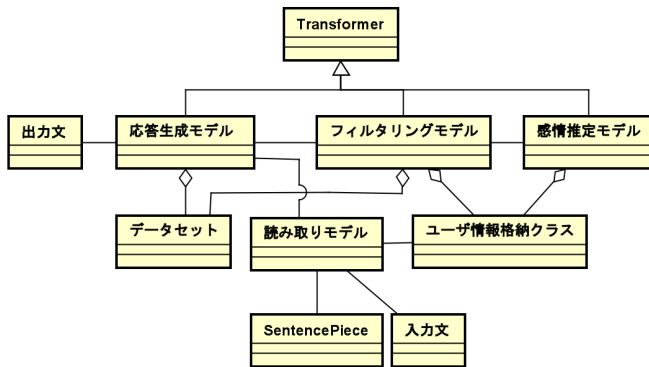 Transformer
出力文
応答生成モデル
フィルタリングモデル
感情推定モデル
データセット
読み取りモデル
ユーザ情報格納クラス
SentencePiece
入力文